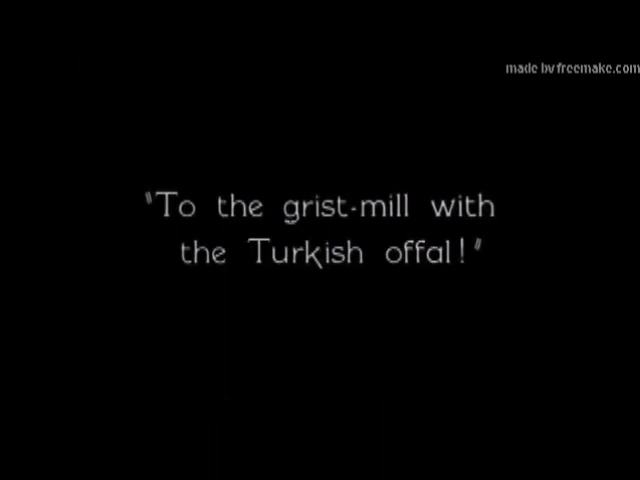 made by freemake.com
"To the grist-mill with
the Turkish offal!"